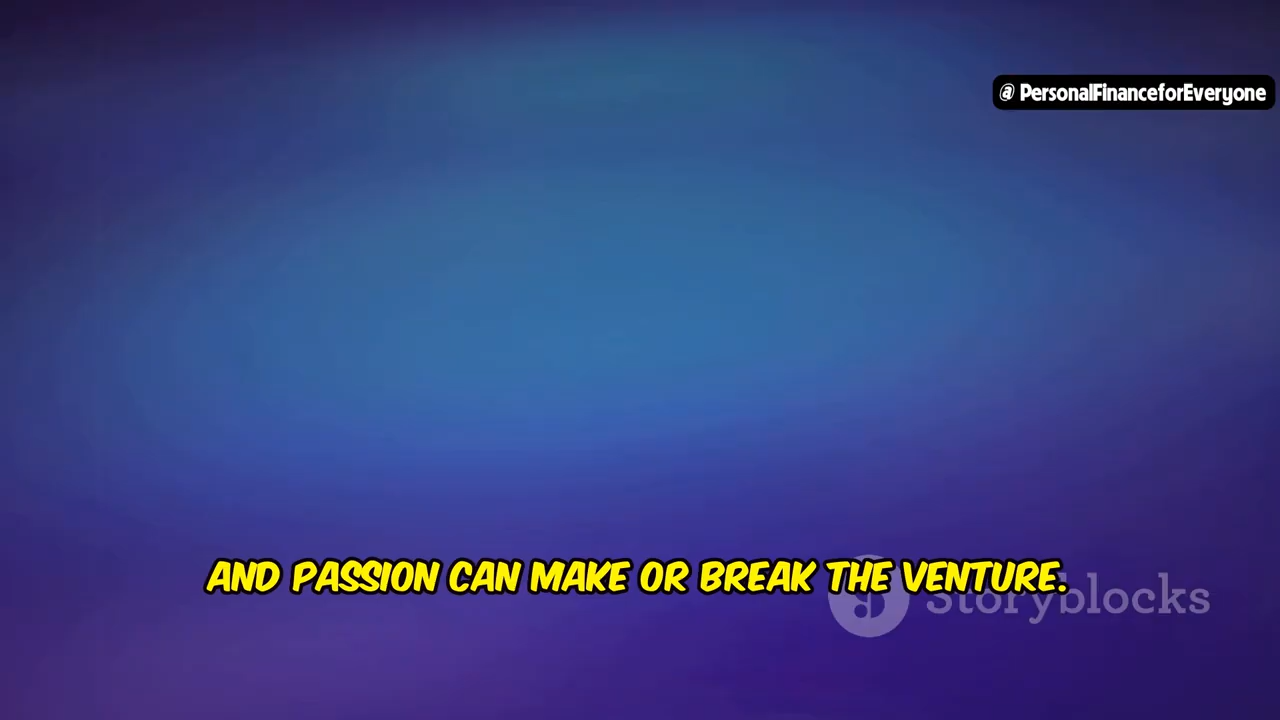 @ PersonalFinanceforEveryone
AND PASSION CAN MAKE OR BREAK THE VENTURE.
Storyblocks